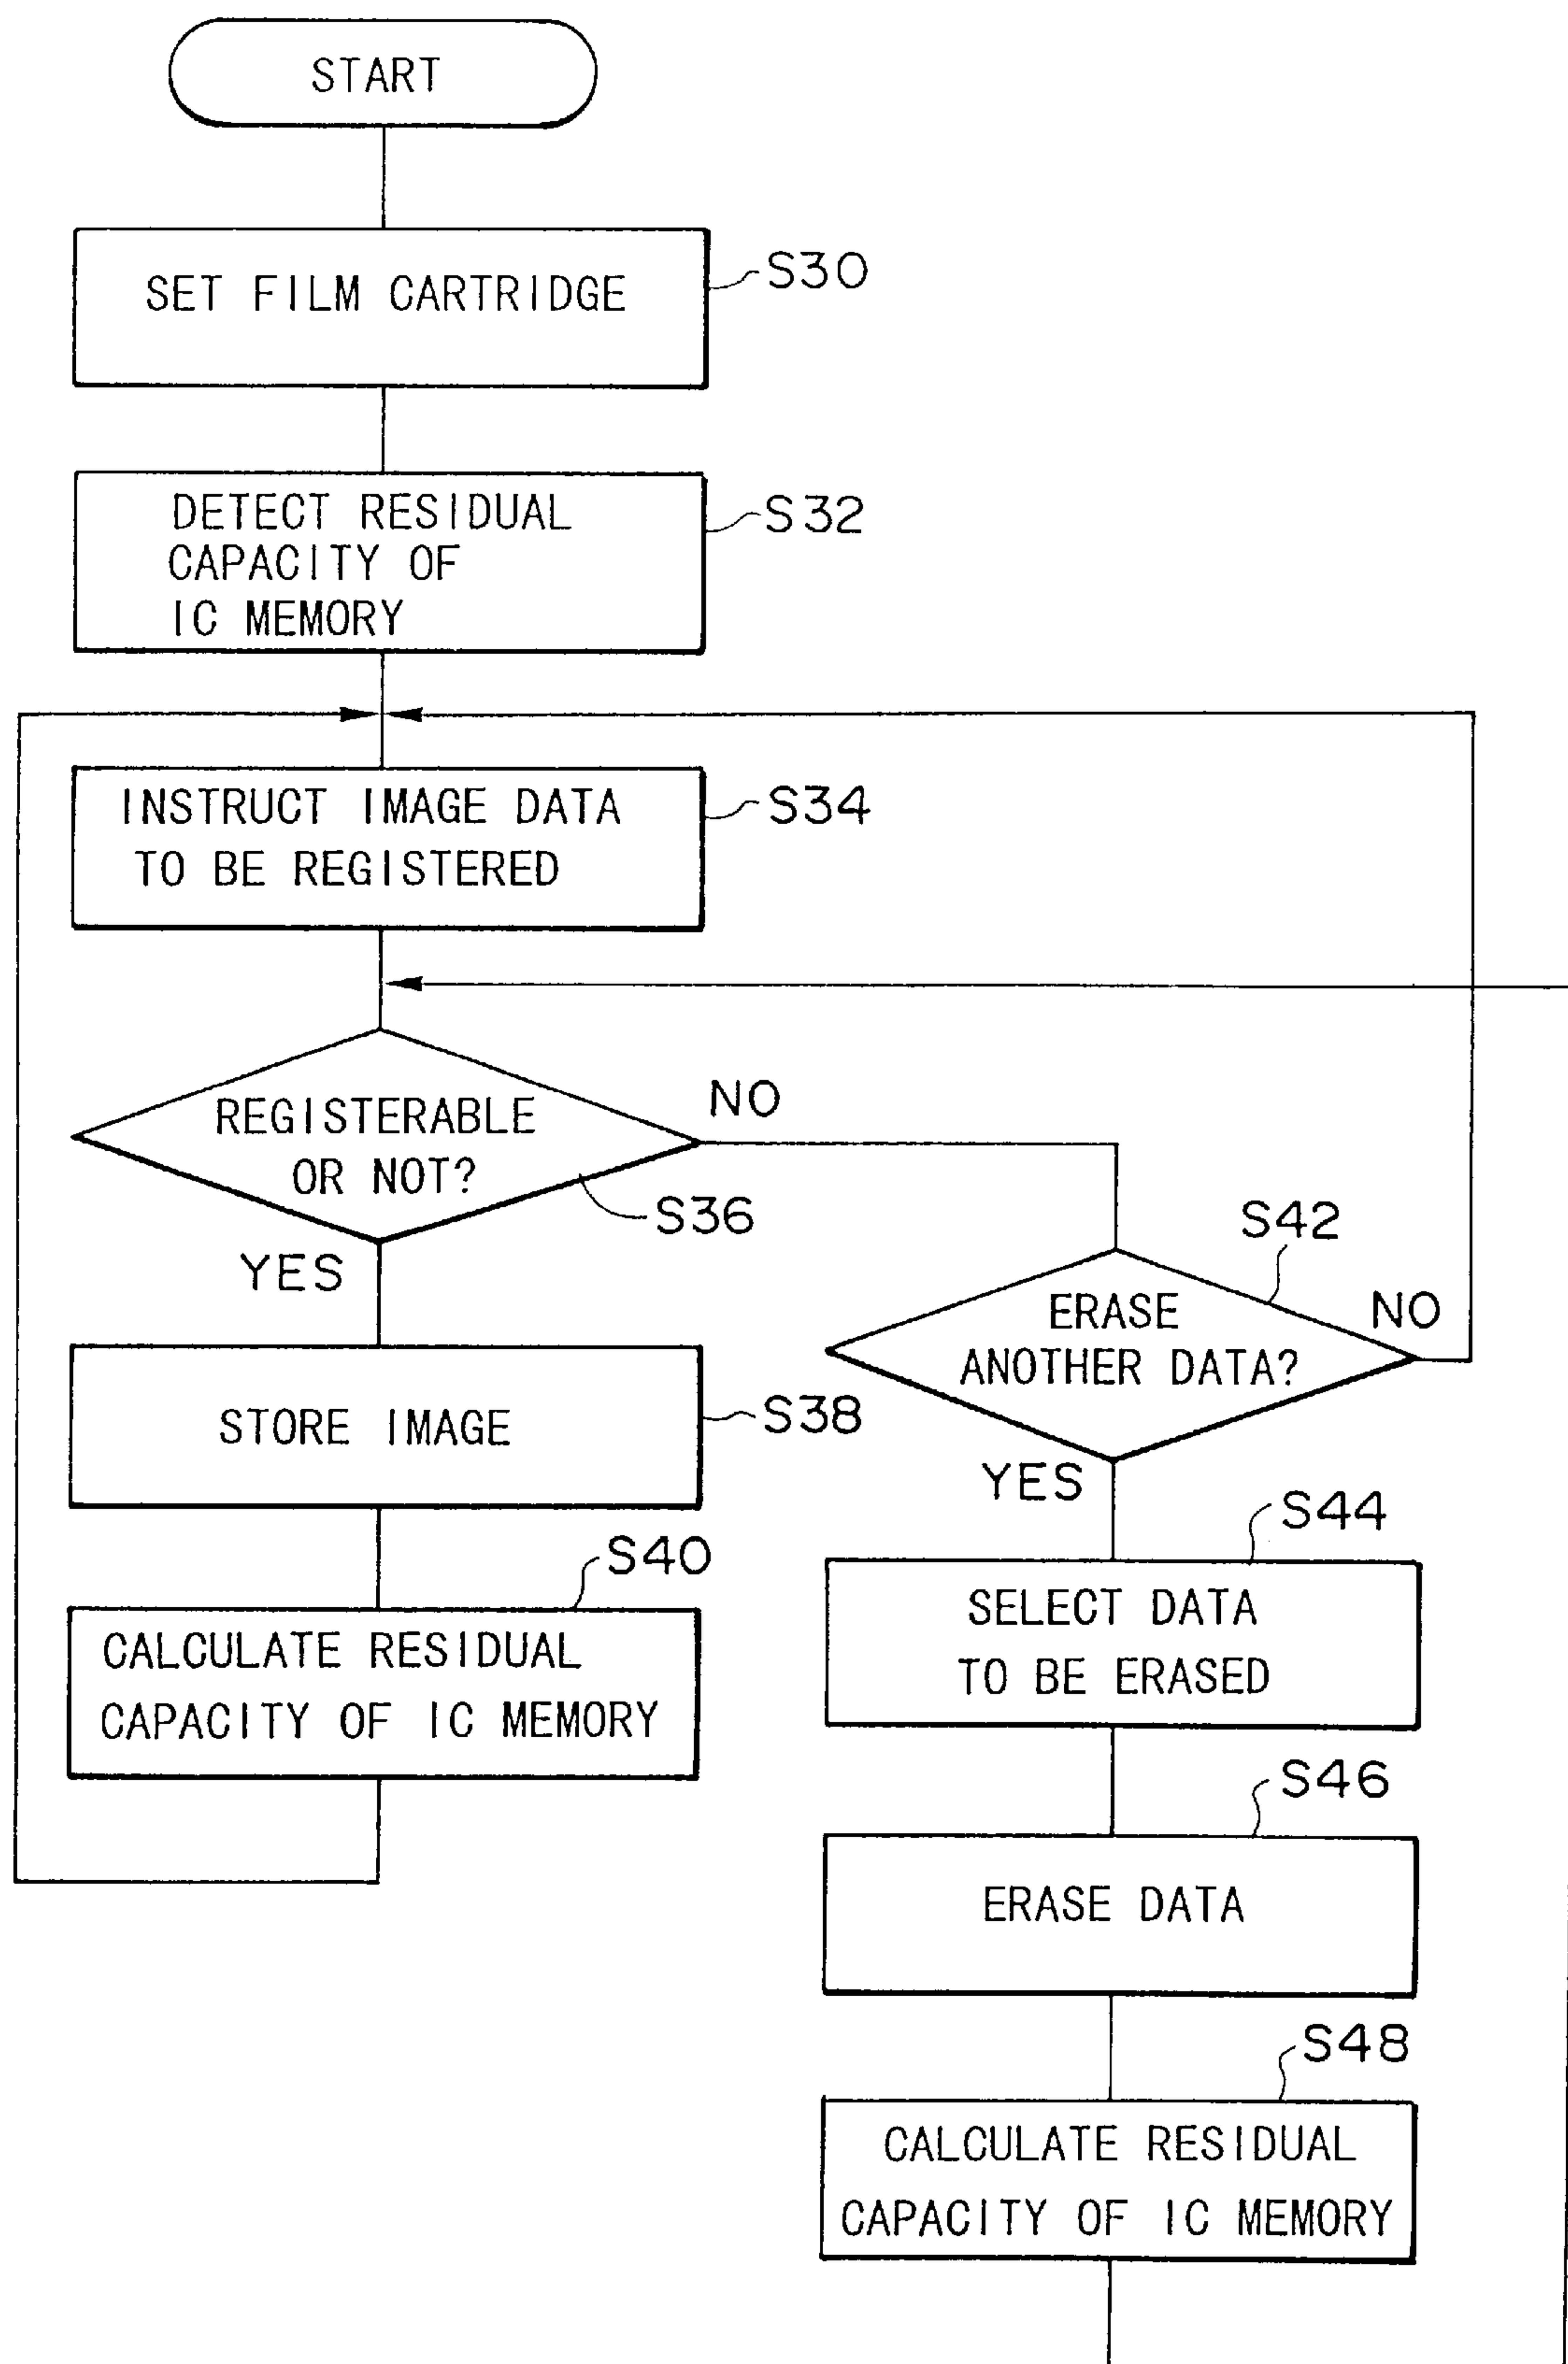 START
SET FILM CARTRIDGE
S30
DETECT RESIDUAL
CAPACITY OF
IC MEMORY
S32
INSTRUCT IMAGE DATA
TO BE REGISTERED
S34
REGISTERABLE
OR NOT?
NO
S36
YES
STORE IMAGE
S38
S40
CALCULATE RESIDUAL
CAPACITY OF IC MEMORY
S42
ERASE
ANOTHER DATA?
NO
YES
S44
SELECT DATA
TO BE ERASED
S46
ERASE DATA
S48
CALCULATE RESIDUAL
CAPACITY OF IC MEMORY